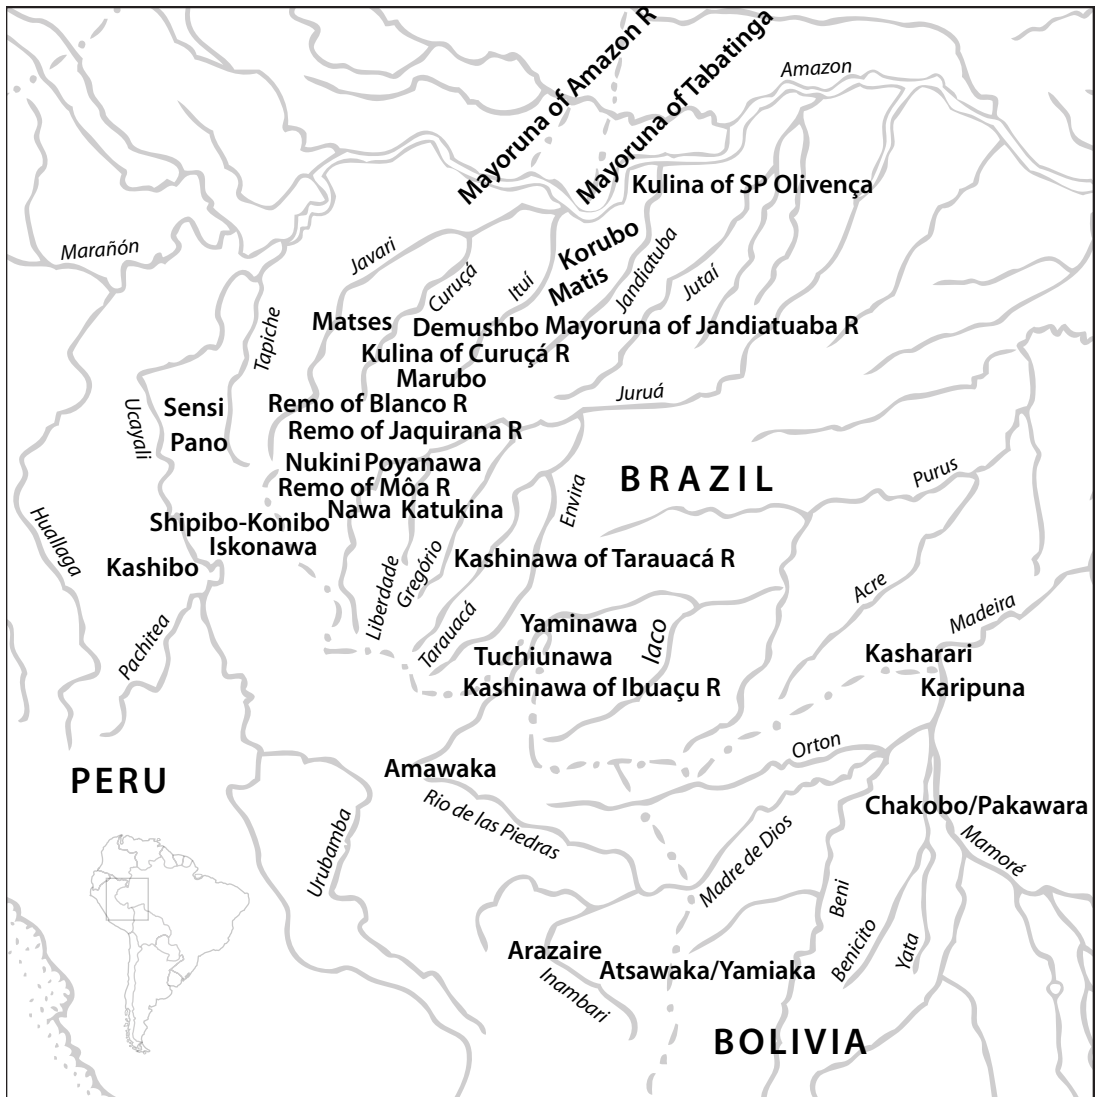 Mayoruna of Amazon R
Mayoruna of Tabatinga
Amazon
Kulina of SP Olivença
Marañón
Javari
Curuçá
Ituí
Korubo
Matis
Jandiatuba
Jutaí
Tapiche
Matses
Demushbo
Mayoruna of Jandiatuaba R
Kulina of Curuçá R
Marubo
Juruá
Ucayali
Sensi
Remo of Blanco R
Pano
Remo of Jaquirana R
Nukini
Poyanawa
BRAZIL
Purus
Remo of Môa R
Envira
Nawa
Katukina
Huallaga
Shipibo-Konibo
Iskonawa
Kashibo
Liberdade
Gregório
Kashinawa of Tarauacá R
Acre
Madeira
Pachitea
Tarauacá
Yaminawa
Iaco
Tuchiunawa
Kasharari
Kashinawa of Ibuaçu R
Karipuna
Orton
PERU
Amawaka
Rio de las Piedras
Chakobo/Pakawara
Urubamba
Madre de Dios
Mamoré
Beni
Benicito
Yata
Arazaire
Atsawaka/Yamiaka
Inambari
BOLIVIA